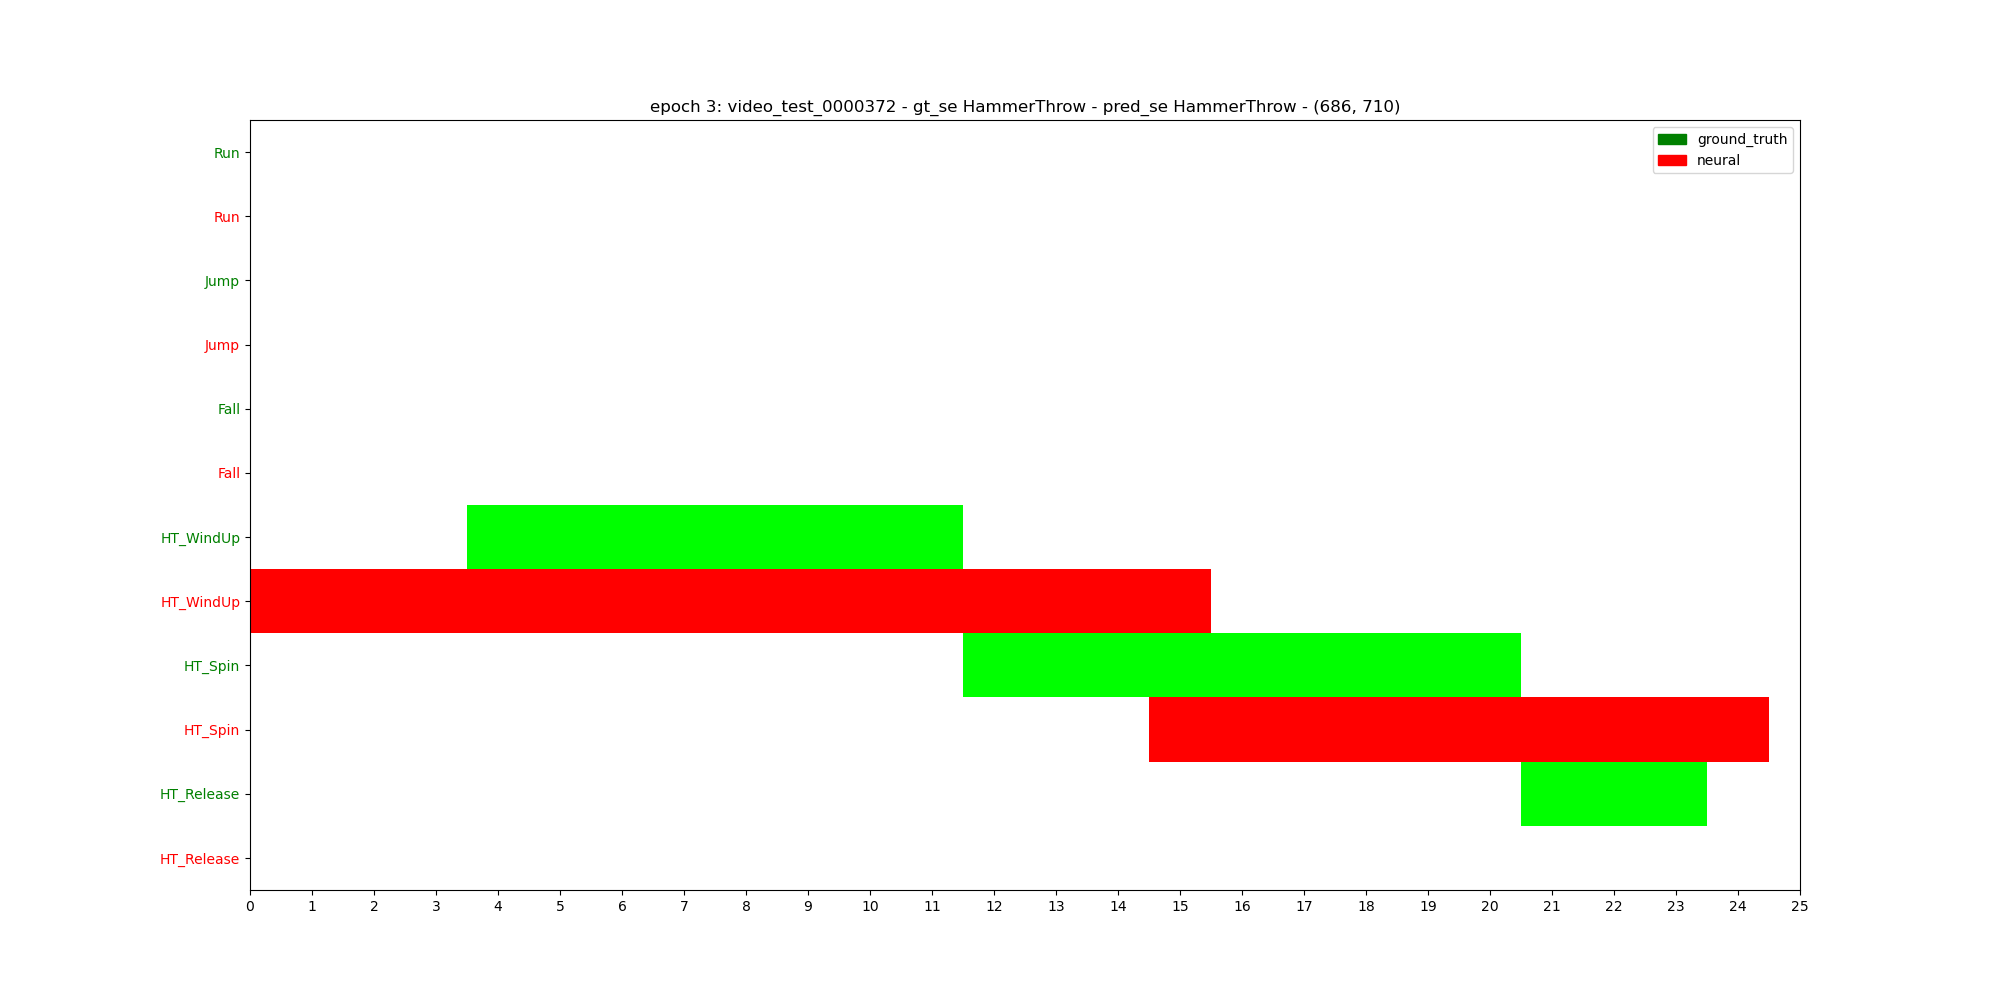 epoch 3: video_test_0000372 - gt_se HammerThrow - pred_se HammerThrow - (686, 710)
ground_truth
neural
Run
Run
Jump
Jump
Fall
Fall
HT_WindUp
HT_WindUp
HT_Spin
HT_Spin
HT_Release
HT_Release
0 1 2 3 4 5 6 7 8 9 10 11 12 13 14 15 16 17 18 19 20 21 22 23 24 25